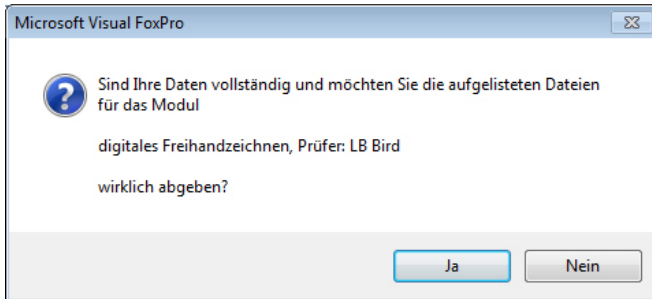 Microsoft Visual FoxPro
Sind Ihre Daten vollständig und möchten Sie die aufgelisteten Dateien
für das Modul
digitales Freihandzeichnen, Prüfer: LB Bird
wirklich abgeben?
Ja
Nein